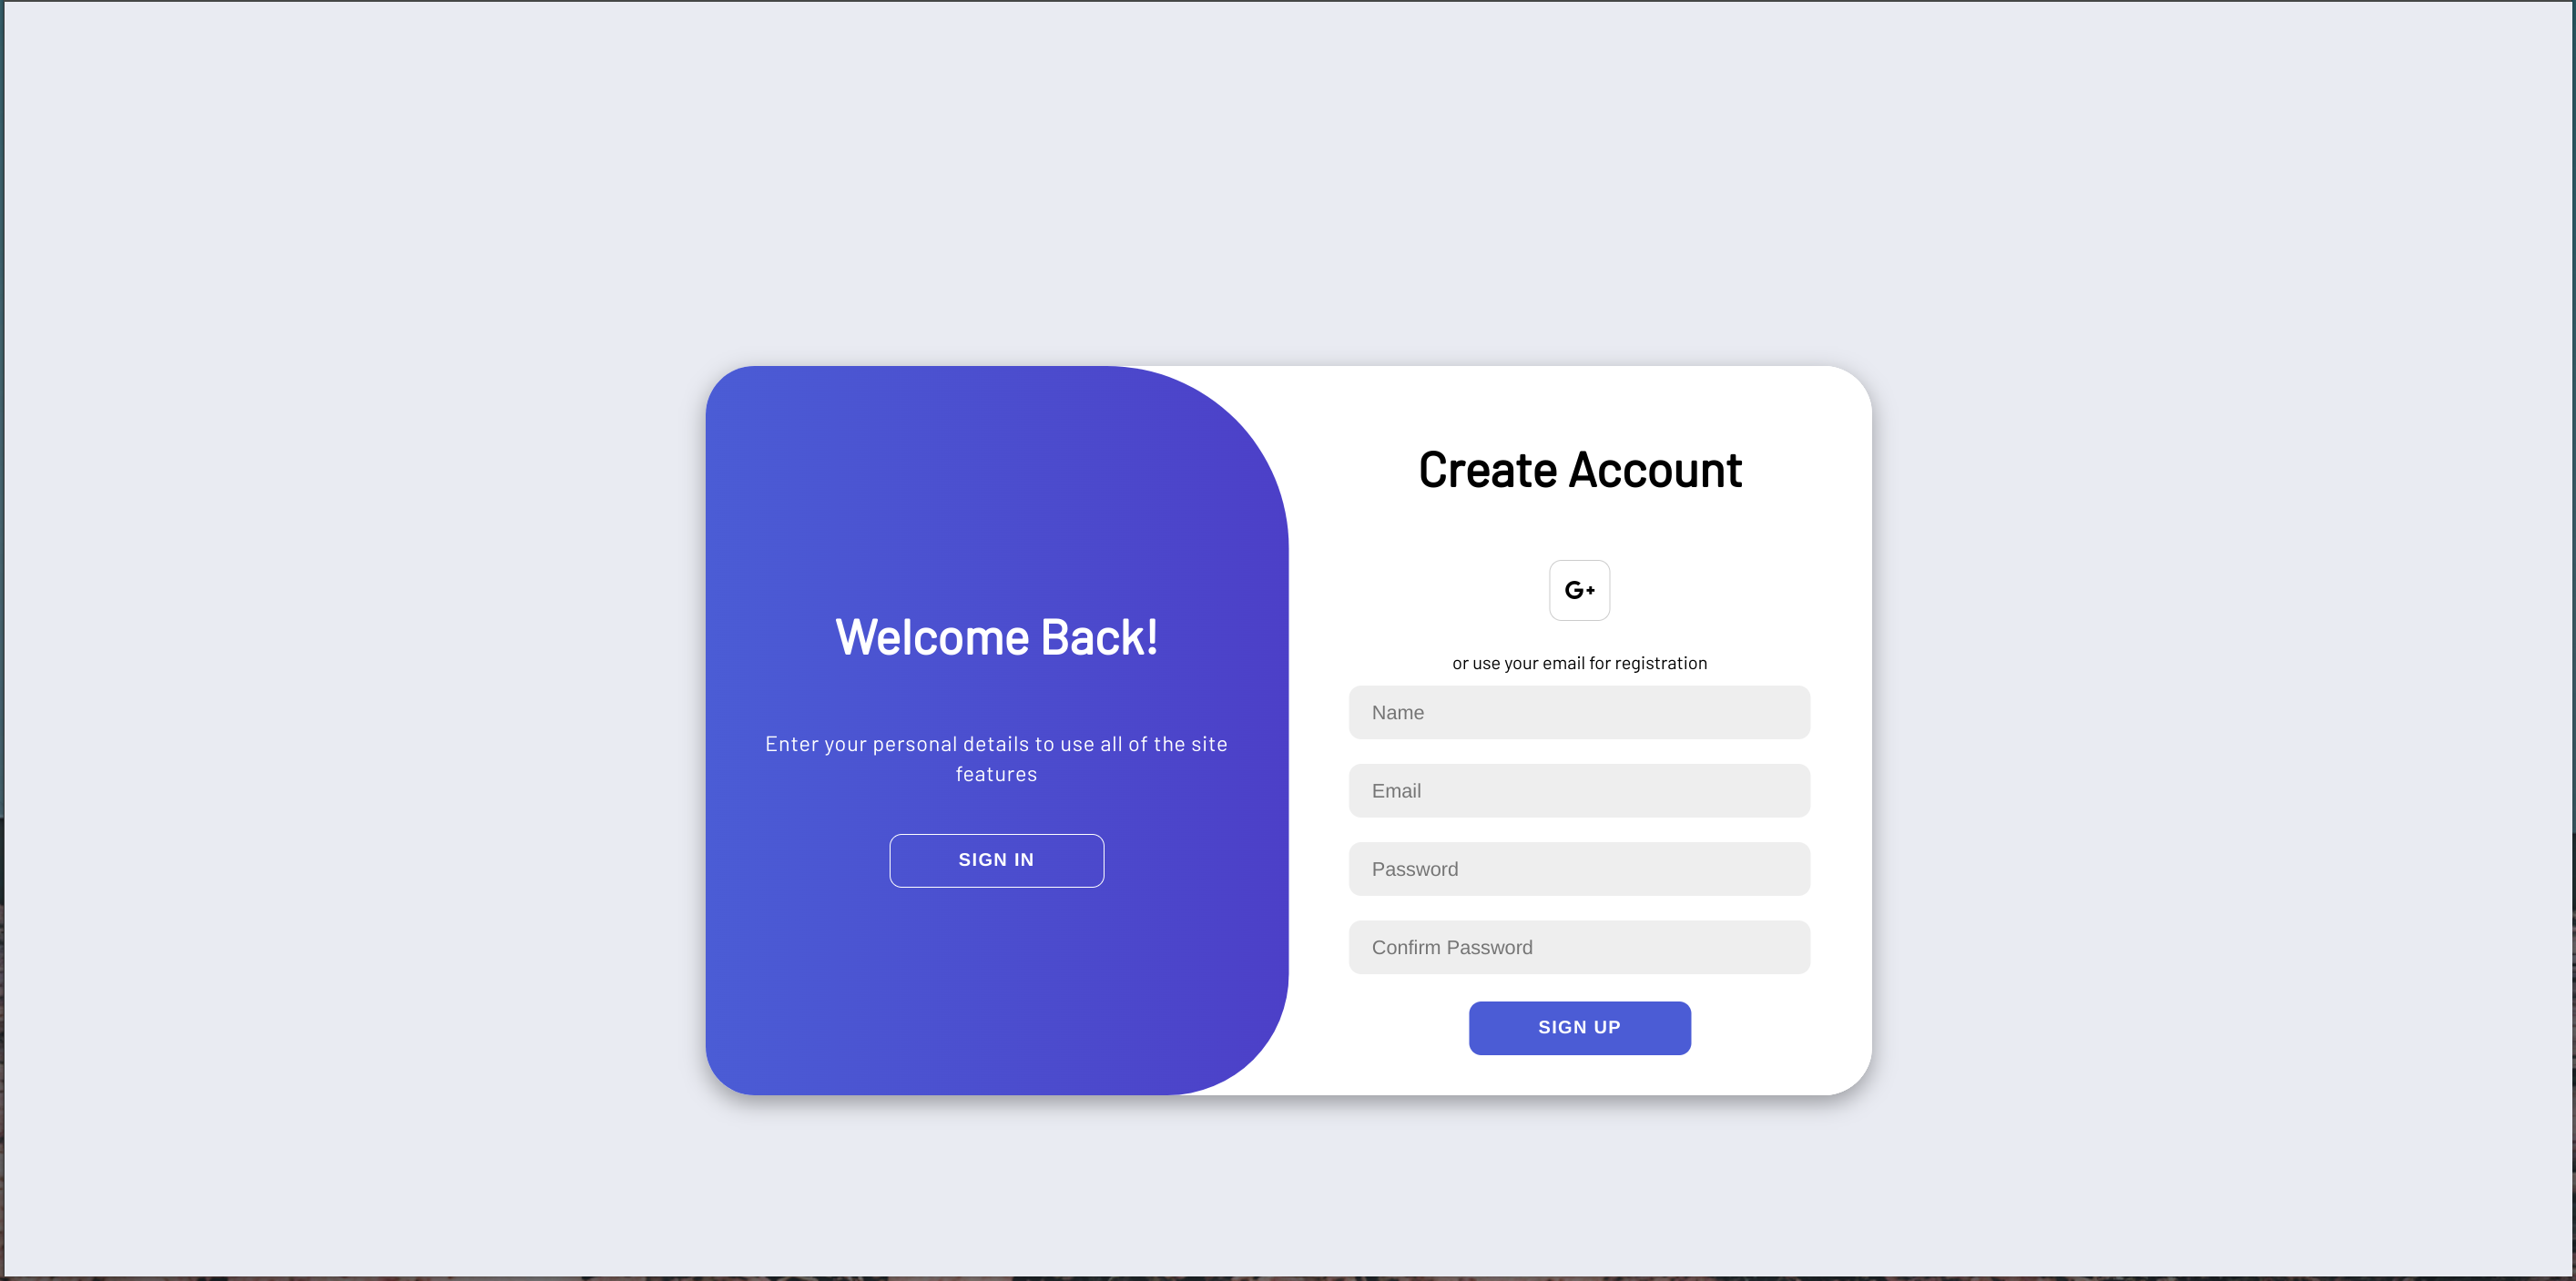 Welcome Back!
Enter your personal details to use all of the site
features
SIGN IN
Create Account
G+
or use your email for registration
Name
Email
Password
Confirm Password
SIGN UP